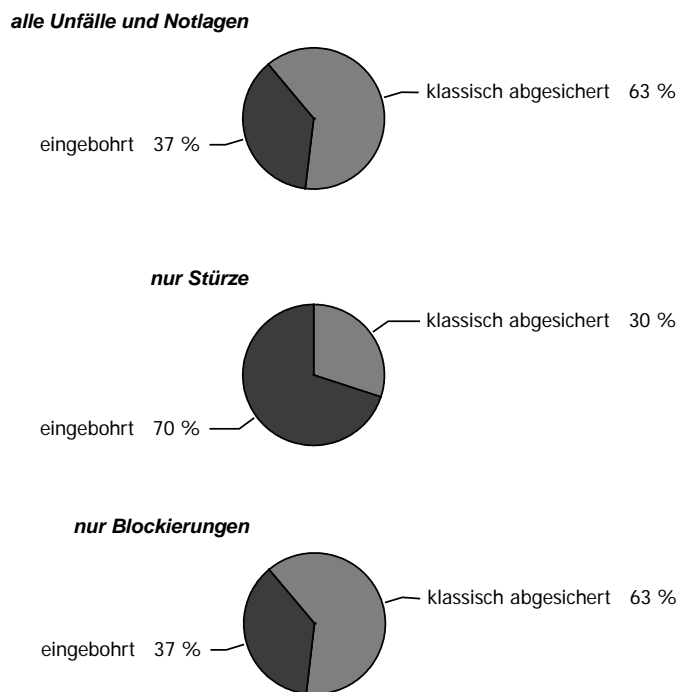 alle Unfälle und Notlagen
klassisch abgesichert 63 %
eingebohrt 37 %
nur Stürze
klassisch abgesichert 30 %
eingebohrt 70 %
nur Blockierungen
klassisch abgesichert 63 %
eingebohrt 37 %